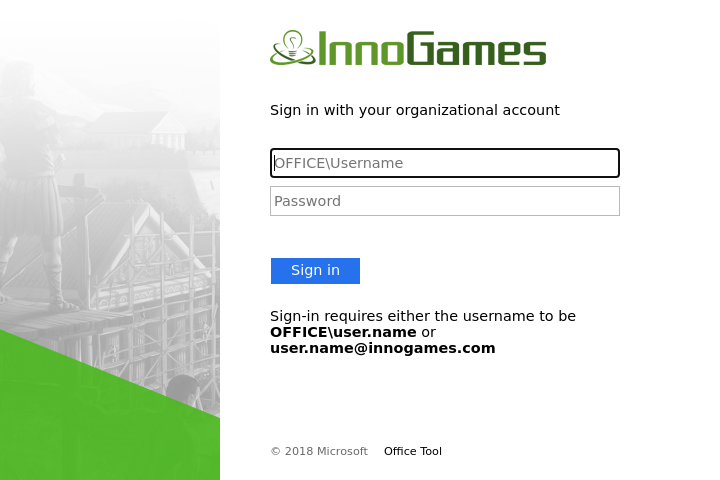 InnoGames
Sign in with your organizational account
OFFICE\Username
Password
Sign in
Sign-in requires either the username to be
OFFICE\user.name or
user.name@innogames.com
© 2018 Microsoft Office Tool